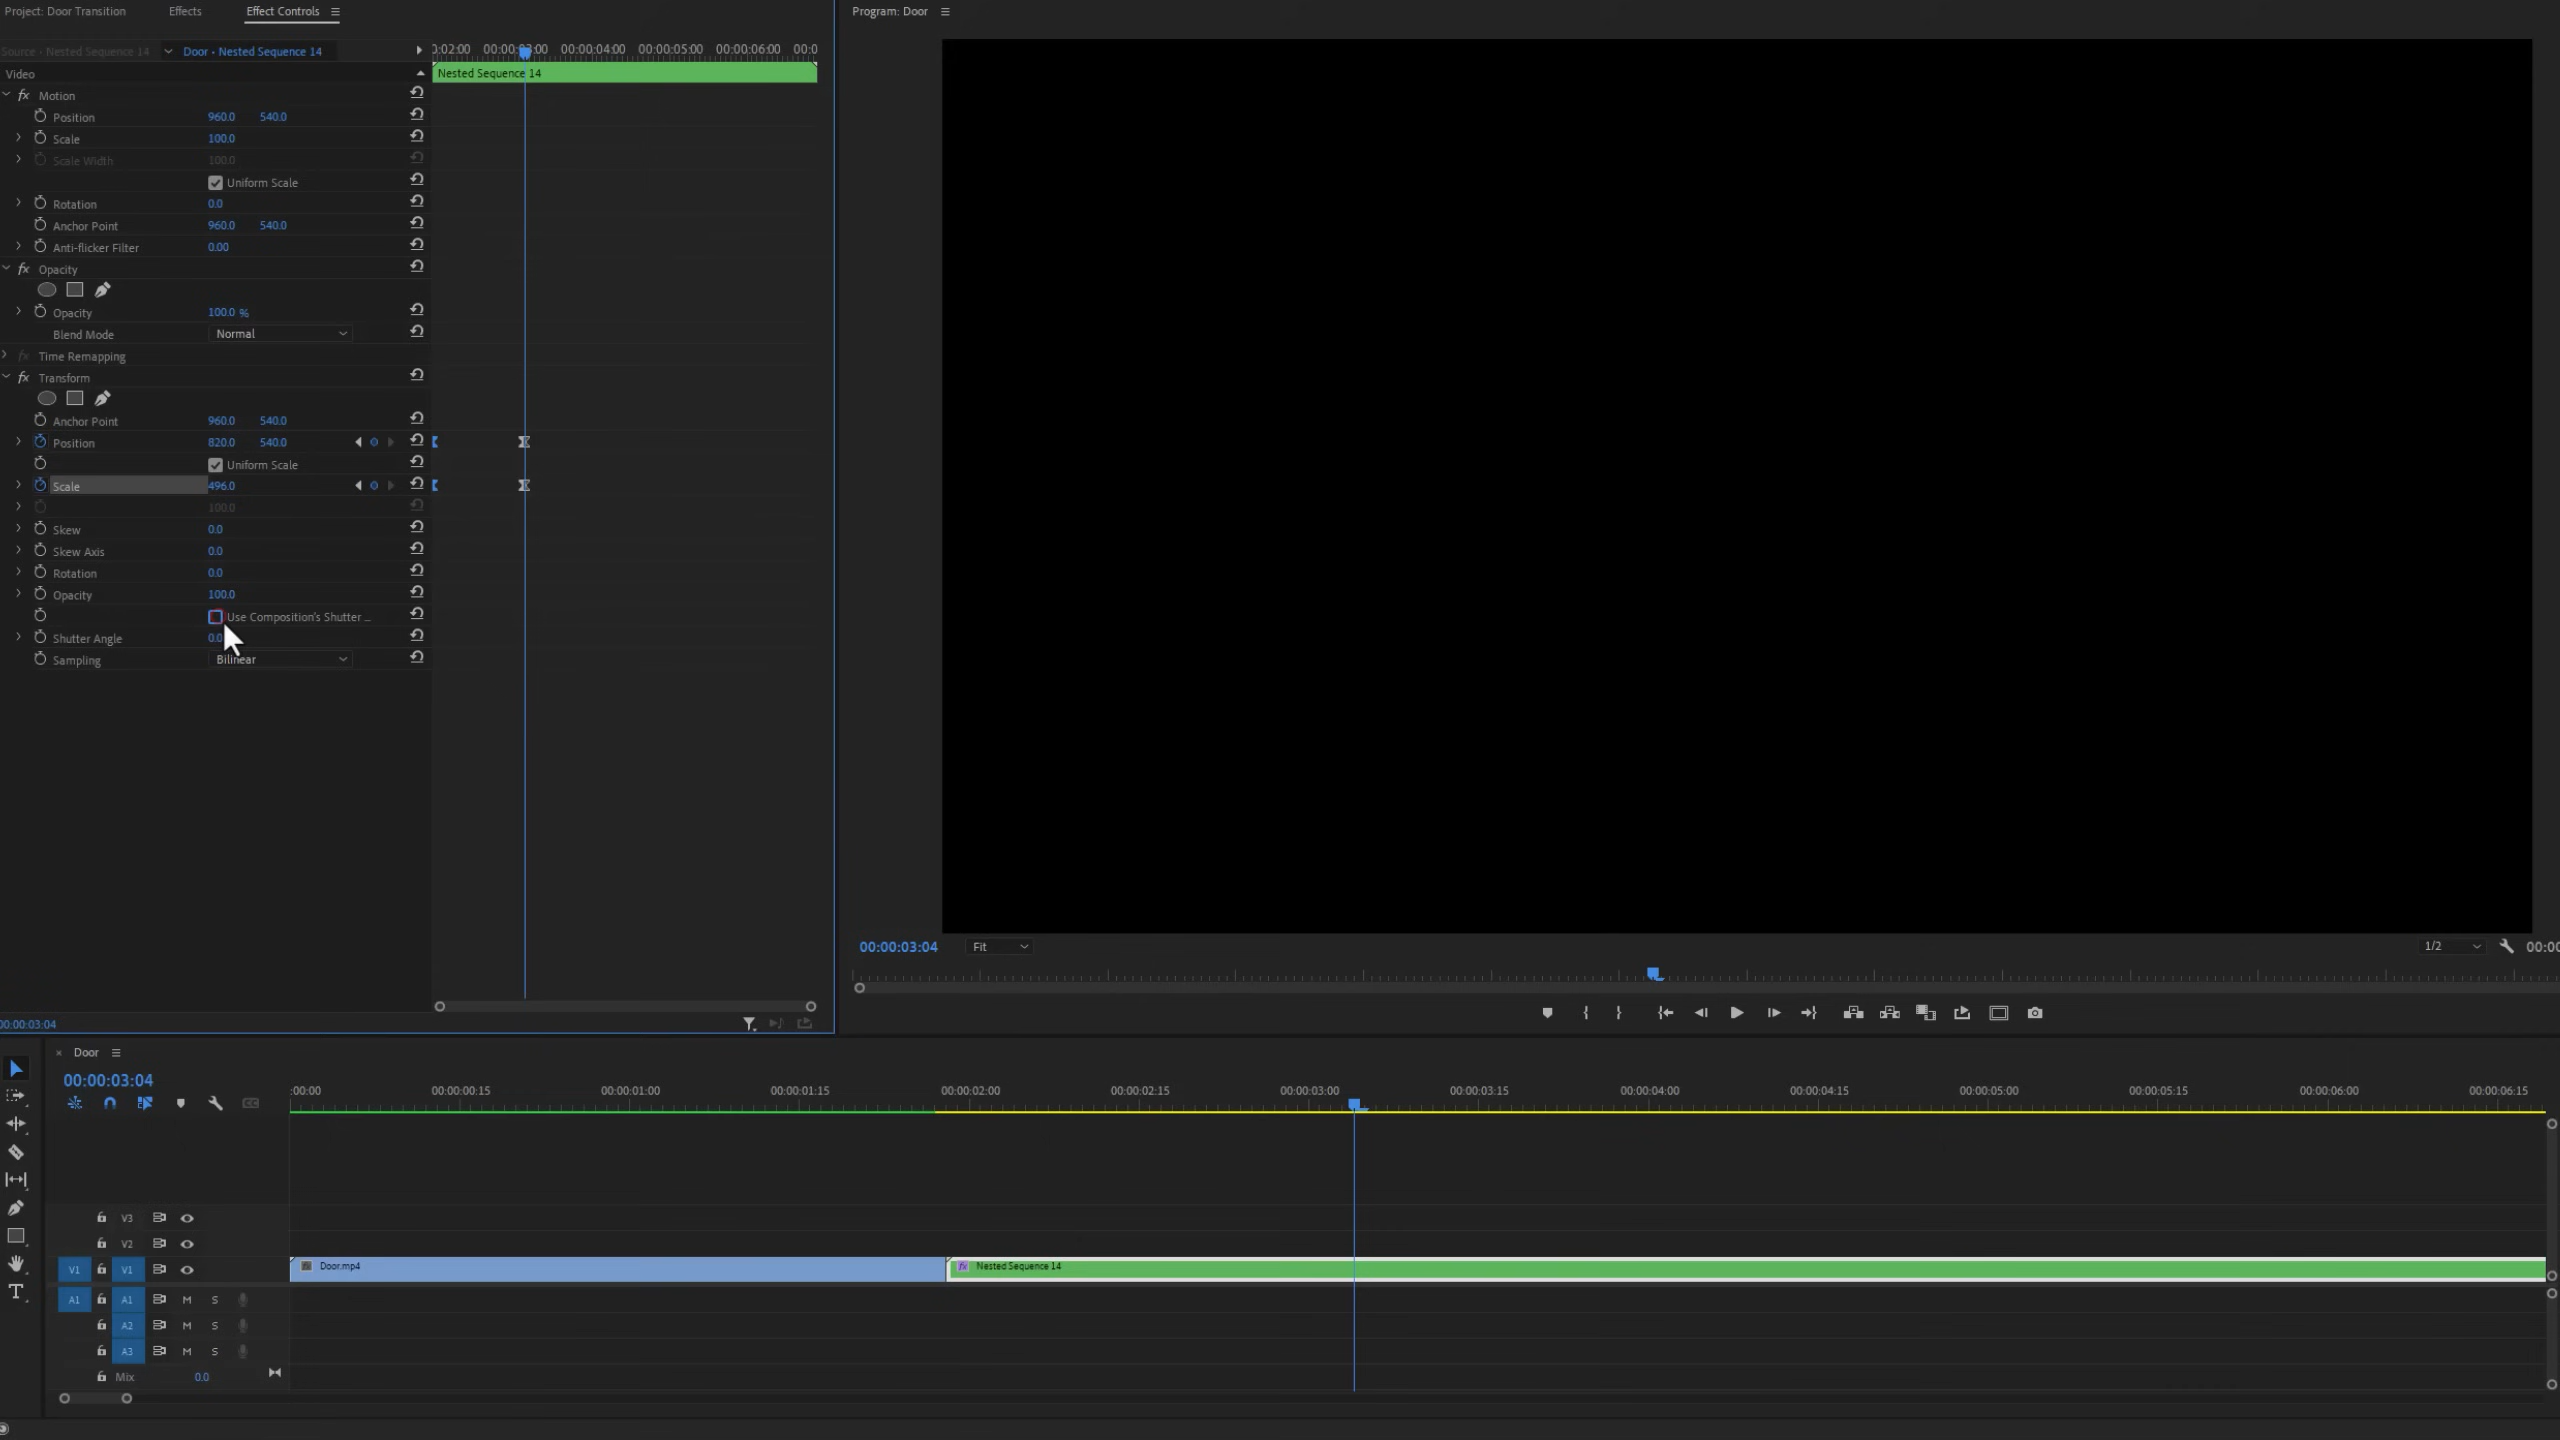 Project: Door Transition Effects Effect Controls
Program: Door
Source - Nested Sequence 14 Door - Nested Sequence 14
00:00:04:00 00:00:05:00 00:00:06:00
Video
Nested Sequence 14
Motion
Position 960.0 540.0
Scale 100.0
Scale Width 100.0
Uniform Scale
Rotation 0.0
Anchor Point 960.0 540.0
Anti-flicker Filter 0.00
Opacity
Opacity 100.0 %
Blend Mode Normal
Time Remapping
Transform
Anchor Point 960.0 540.0
Position 820.0 540.0
Uniform Scale
Scale 496.0
100.0
Skew 0.0
Skew Axis 0.0
Rotation 0.0
Opacity 100.0
Use Composition's Shutter ...
Shutter Angle 0.0
Sampling Bilinear
00:00:03:04 Fit 1/2
00:00:03:04
Door
00:00:03:04
:00:00 00:00:00:15 00:00:01:00 00:00:01:15 00:00:02:00 00:00:02:15 00:00:03:00 00:00:03:15 00:00:04:00 00:00:04:15 00:00:05:00 00:00:05:15 00:00:06:00 00:00:06:15
V3
V2
V1 V1 Door.mp4 fx Nested Sequence 14
A1 A1 M S
A2 M S
A3 M S
Mix 0.0